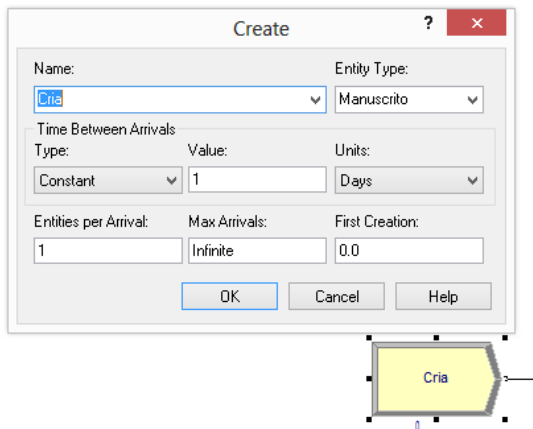 Create
?
×
Name:
Entity Type:
Cria
Manuscrito
Time Between Arrivals
Type:
Value:
Units:
Constant
1
Days
Entities per Arrival:
Max Arrivals:
First Creation:
1
Infinite
0.0
OK
Cancel
Help
Cria